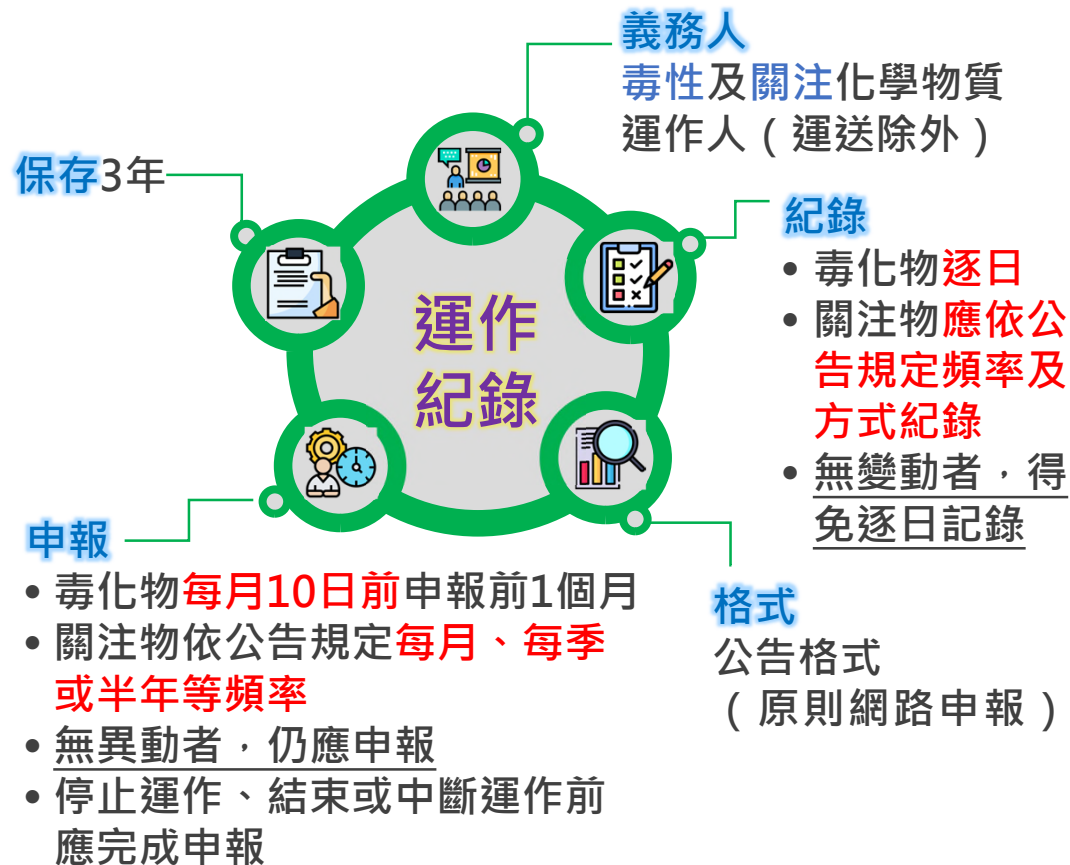 義務人
毒性及關注化學物質
運作人（運送除外）
保存3年
紀錄
• 毒化物逐日
• 關注物應依公
告規定頻率及
方式紀錄
• 無變動者，得
免逐日記錄
運作
紀錄
申報
• 毒化物每月10日前申報前1個月
• 關注物依公告規定每月、每季
或半年等頻率
• 無異動者，仍應申報
• 停止運作、結束或中斷運作前
應完成申報
格式
公告格式
（原則網路申報）